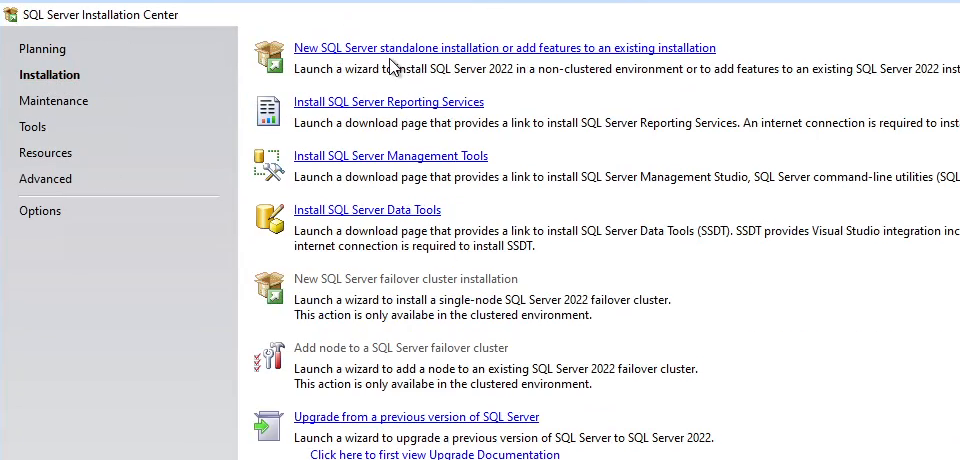 SQL Server Installation Center
Planning
Installation
Maintenance
Tools
Resources
Advanced
Options
New SQL Server standalone installation or add features to an existing installation
Launch a wizard to install SQL Server 2022 in a non-clustered environment or to add features to an existing SQL Server 2022 inst
Install SQL Server Reporting Services
Launch a download page that provides a link to install SQL Server Reporting Services. An internet connection is required to inst
Install SQL Server Management Tools
Launch a download page that provides a link to install SQL Server Management Studio, SQL Server command-line utilities (SQL
Install SQL Server Data Tools
Launch a download page that provides a link to install SQL Server Data Tools (SSDT). SSDT provides Visual Studio integration inc
internet connection is required to install SSDT.
New SQL Server failover cluster installation
Launch a wizard to install a single-node SQL Server 2022 failover cluster.
This action is only availabe in the clustered environment.
Add node to a SQL Server failover cluster
Launch a wizard to add a node to an existing SQL Server 2022 failover cluster.
This action is only availabe in the clustered environment.
Upgrade from a previous version of SQL Server
Launch a wizard to upgrade a previous version of SQL Server to SQL Server 2022.
Click here to first view Upgrade Documentation